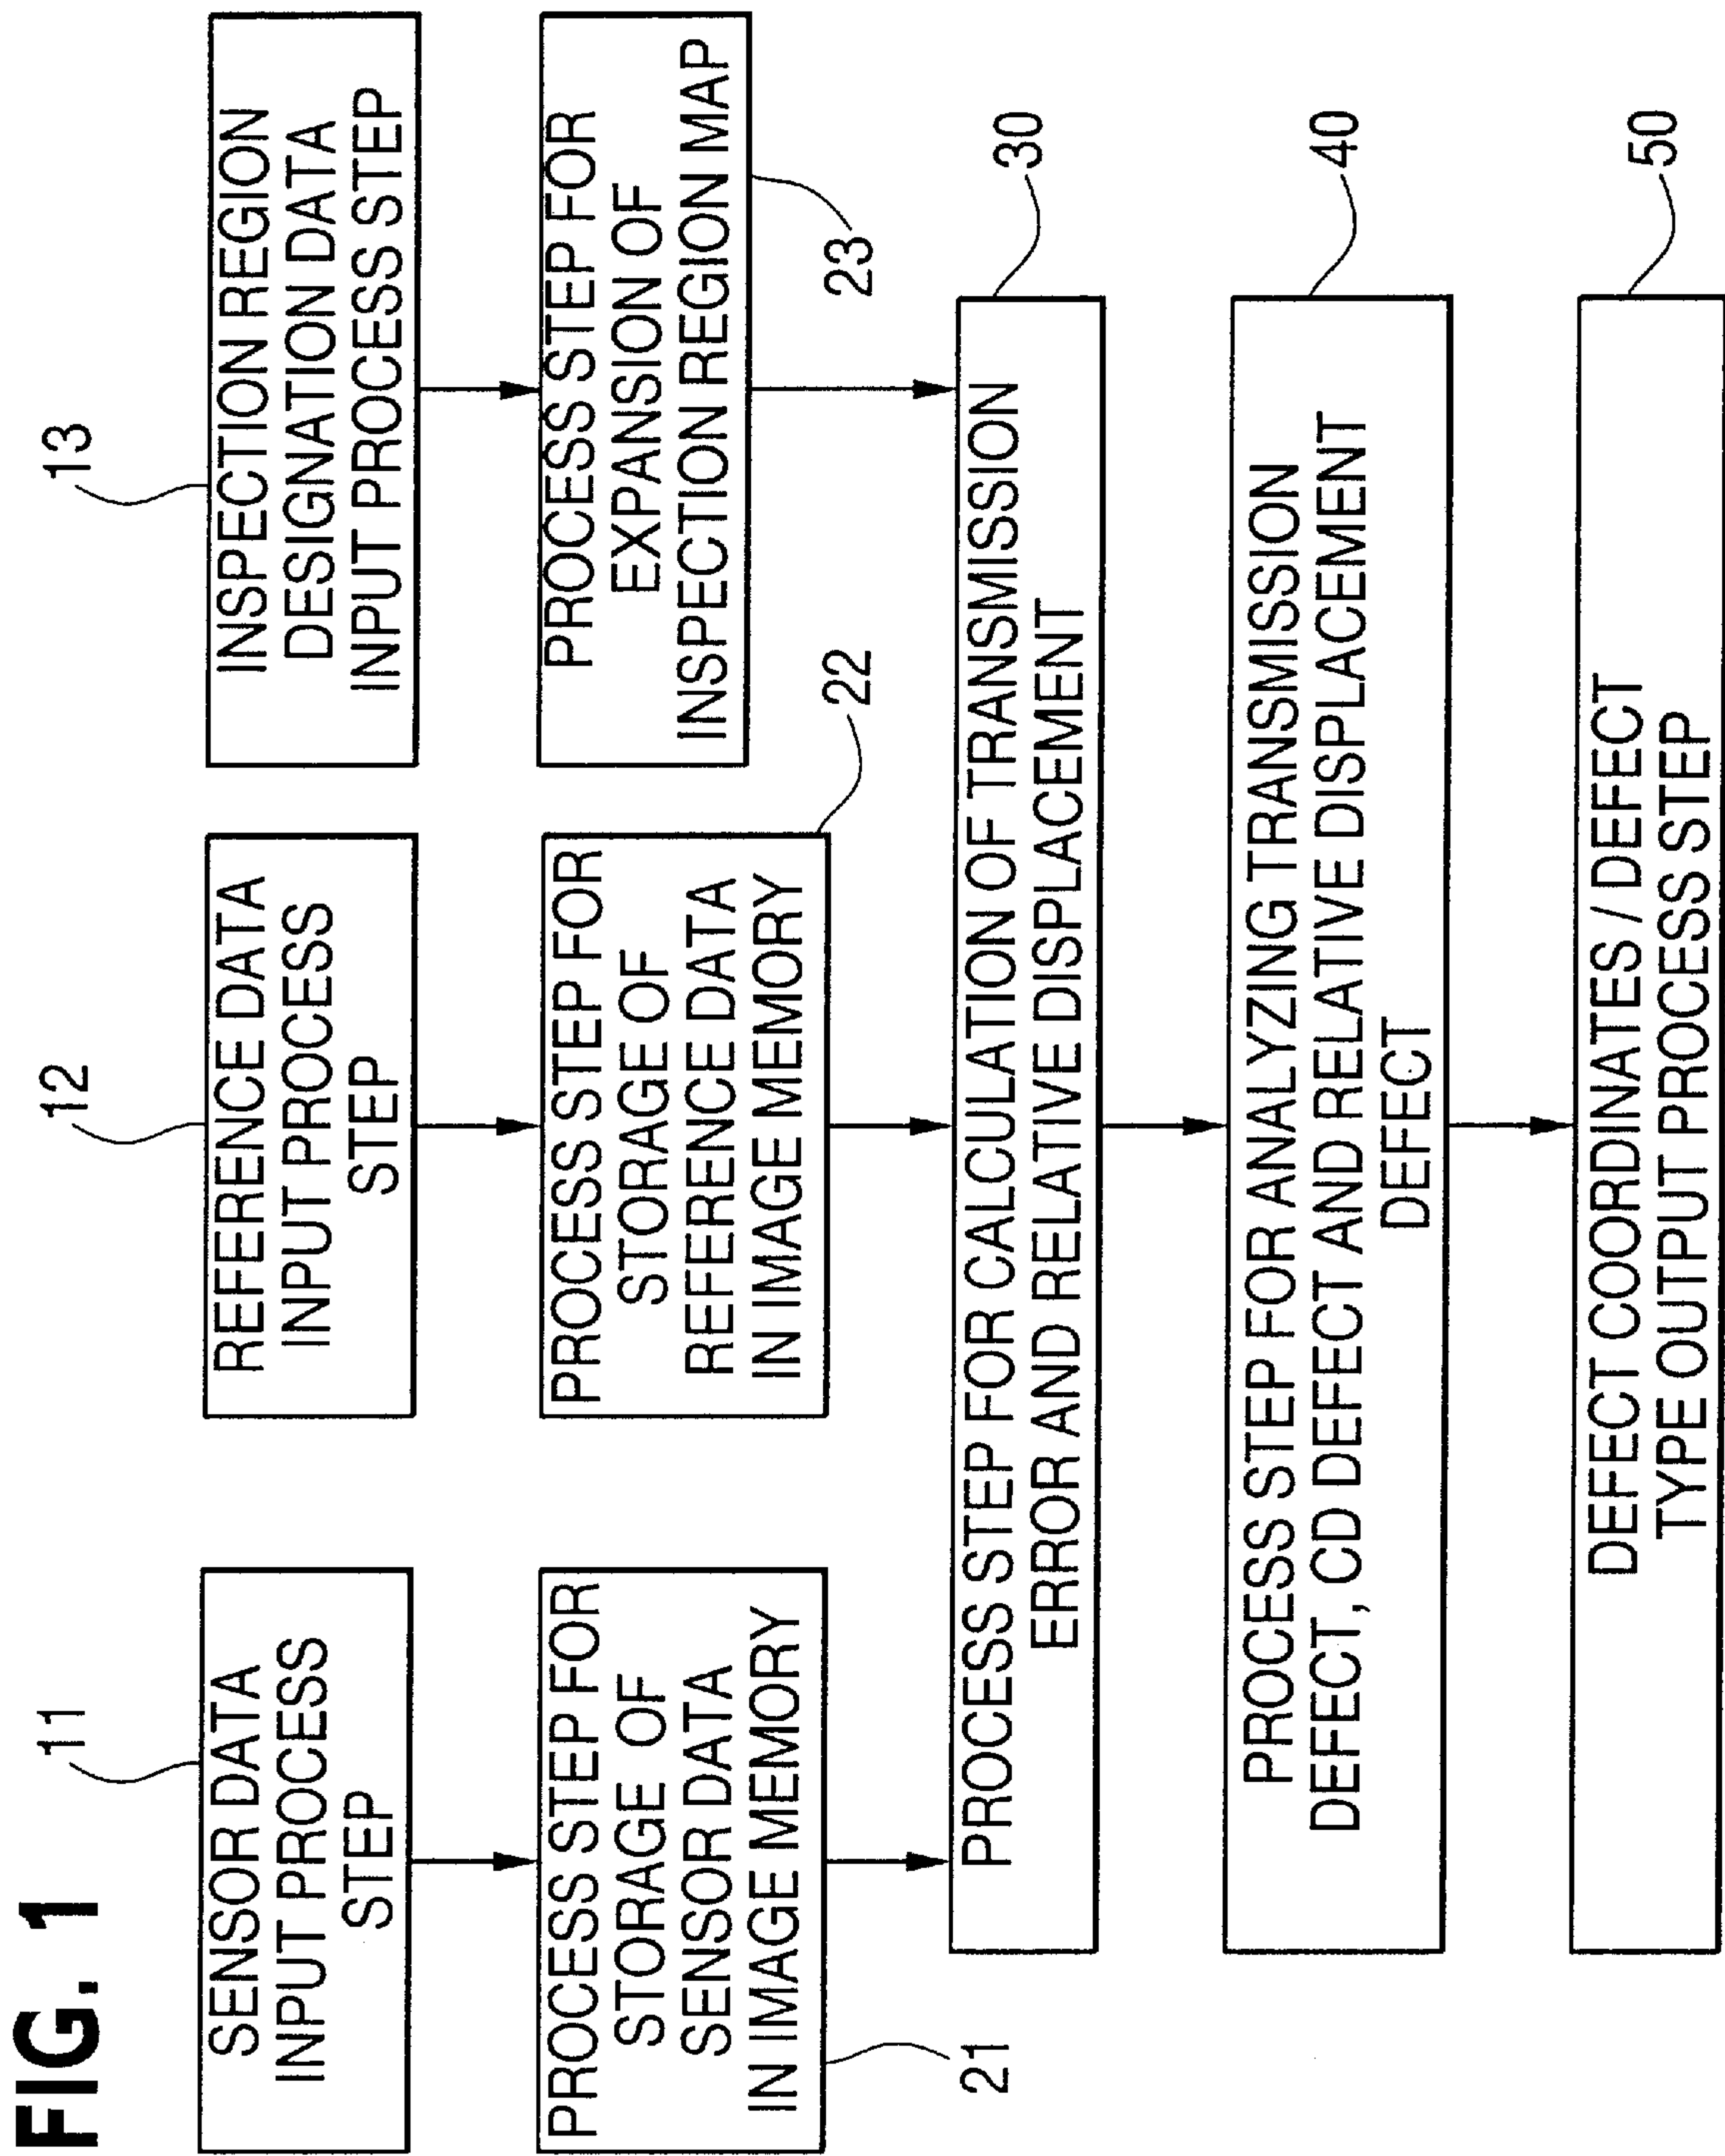 FIG. 1
11
SENSOR DATA
INPUT PROCESS
STEP
12
REFERENCE DATA
INPUT PROCESS
STEP
13
INSPECTION REGION
DESIGNATION DATA
INPUT PROCESS STEP
PROCESS STEP FOR
STORAGE OF
SENSOR DATA
IN IMAGE MEMORY
21
PROCESS STEP FOR
STORAGE OF
REFERENCE DATA
IN IMAGE MEMORY
22
PROCESS STEP FOR
EXPANSION OF
INSPECTION REGION MAP
23
PROCESS STEP FOR CALCULATION OF TRANSMISSION
ERROR AND RELATIVE DISPLACEMENT
30
PROCESS STEP FOR ANALYZING TRANSMISSION
DEFECT, CD DEFECT AND RELATIVE DISPLACEMENT
DEFECT
40
DEFECT COORDINATES / DEFECT
TYPE OUTPUT PROCESS STEP
50